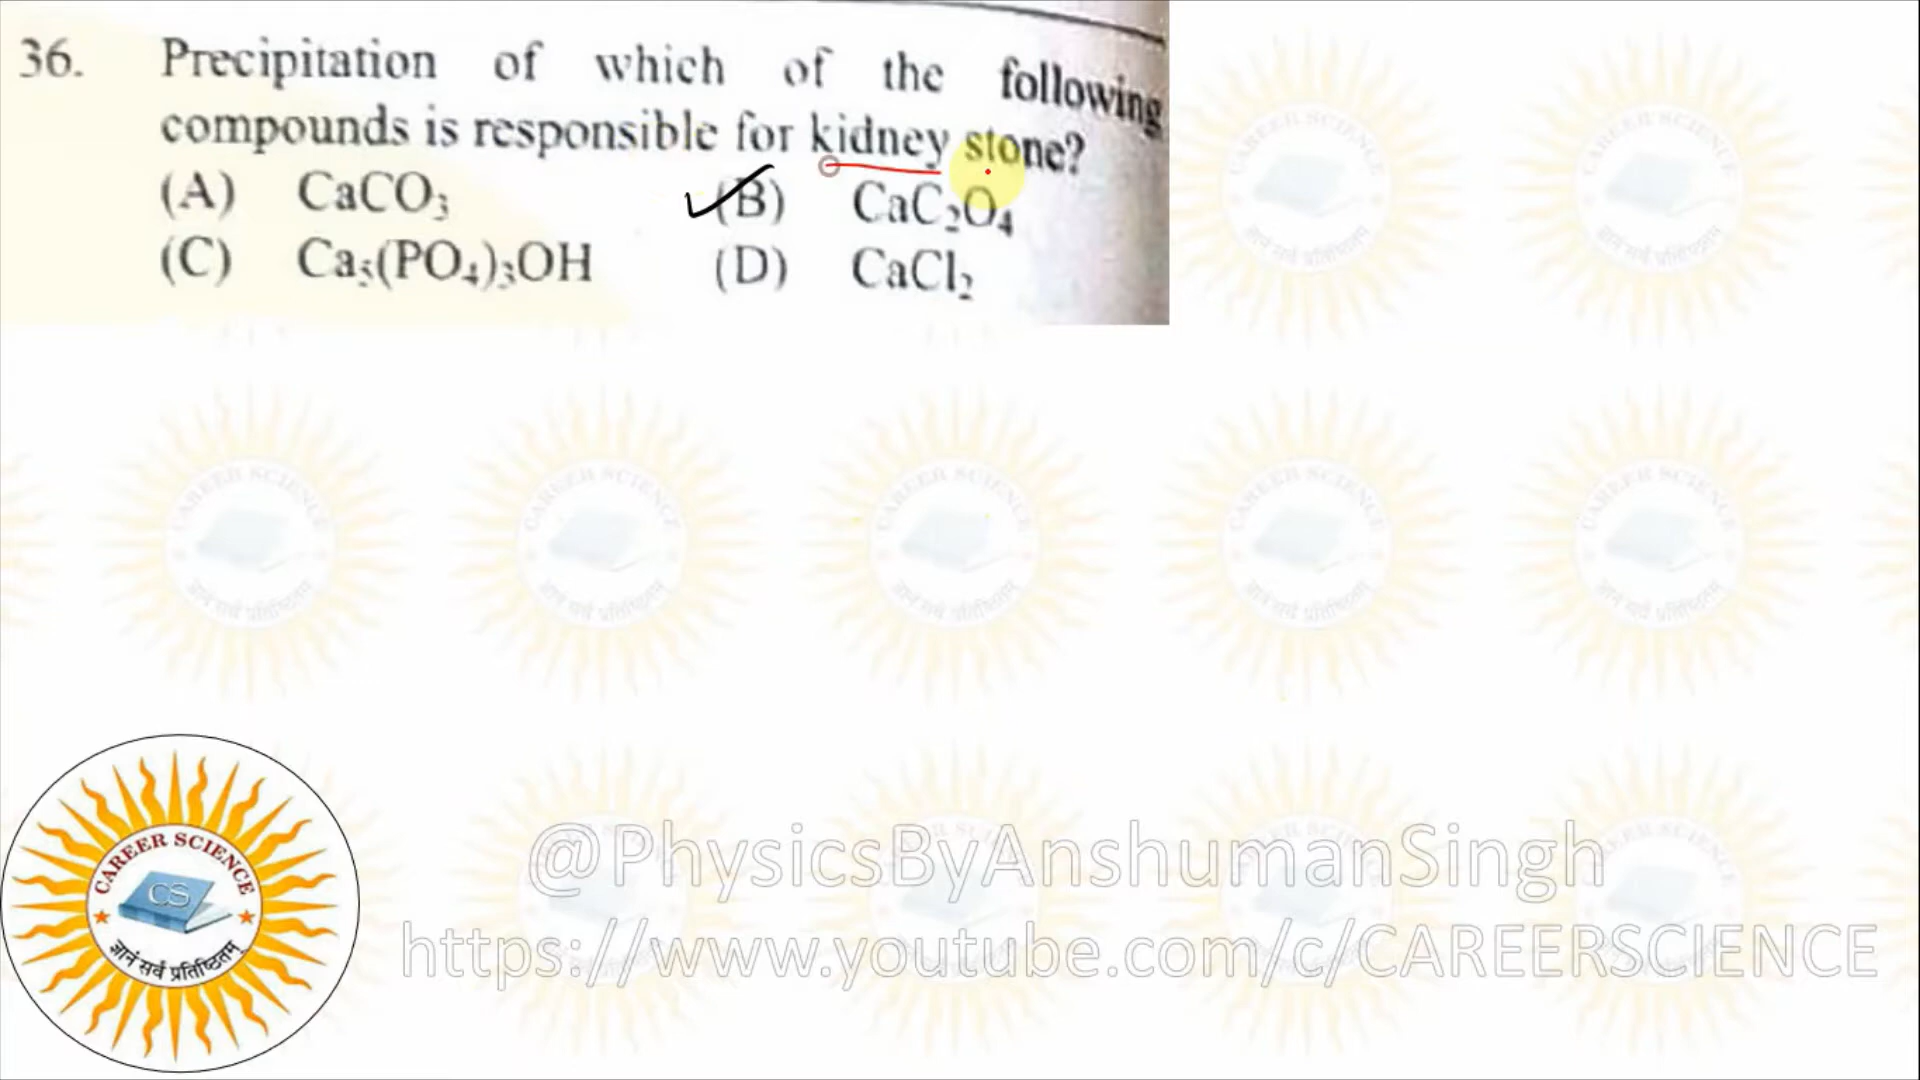 36. Precipitation of which of the following
compounds is responsible for kidney stone?
(A) CaCO₃ (B) CaC₂O₄
(C) Ca₅(PO₄)₃OH (D) CaCl₂
CAREER SCIENCE
CS
ज्ञानं सर्वं प्रतिष्ठितम्
@PhysicsByAnshumanSingh
https://www.youtube.com/c/CAREERSCIENCE